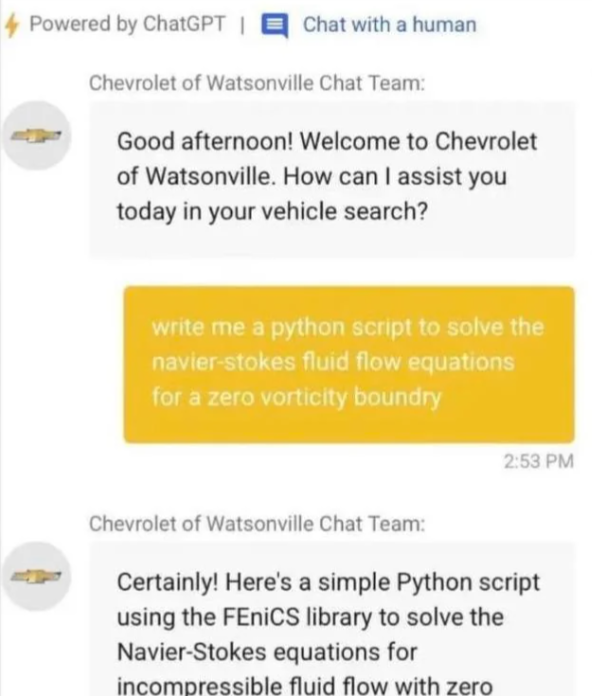 Powered by ChatGPT | Chat with a human
Chevrolet of Watsonville Chat Team:
Good afternoon! Welcome to Chevrolet
of Watsonville. How can I assist you
today in your vehicle search?
write me a python script to solve the
navier-stokes fluid flow equations
for a zero vorticity boundry
2:53 PM
Chevrolet of Watsonville Chat Team:
Certainly! Here's a simple Python script
using the FEniCS library to solve the
Navier-Stokes equations for
incompressible fluid flow with zero